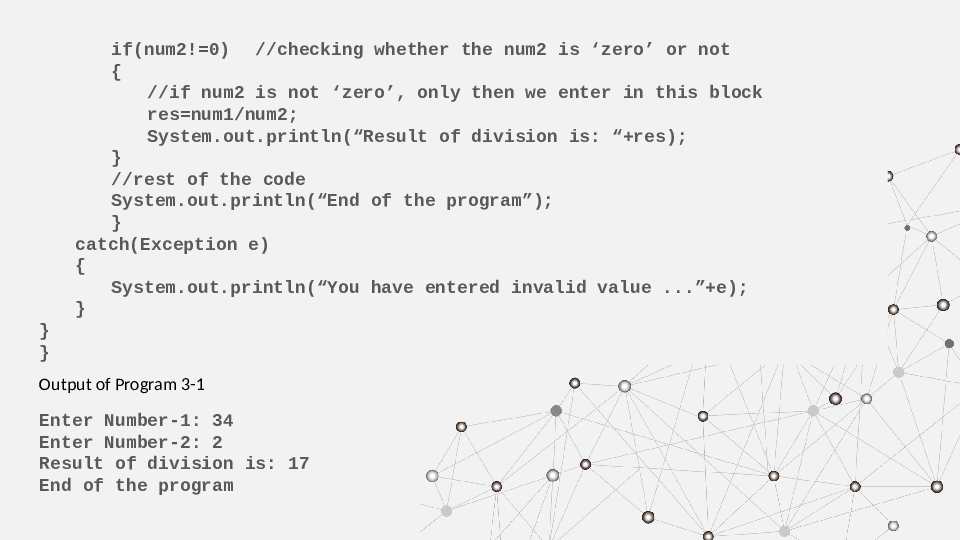 if(num2!=0) //checking whether the num2 is ‘zero’ or not
{
//if num2 is not ‘zero’, only then we enter in this block
res=num1/num2;
System.out.println(“Result of division is: “+res);
}
//rest of the code
System.out.println(“End of the program”);
}
catch(Exception e)
{
System.out.println(“You have entered invalid value ...”+e);
}
}
}
Output of Program 3-1
Enter Number-1: 34
Enter Number-2: 2
Result of division is: 17
End of the program